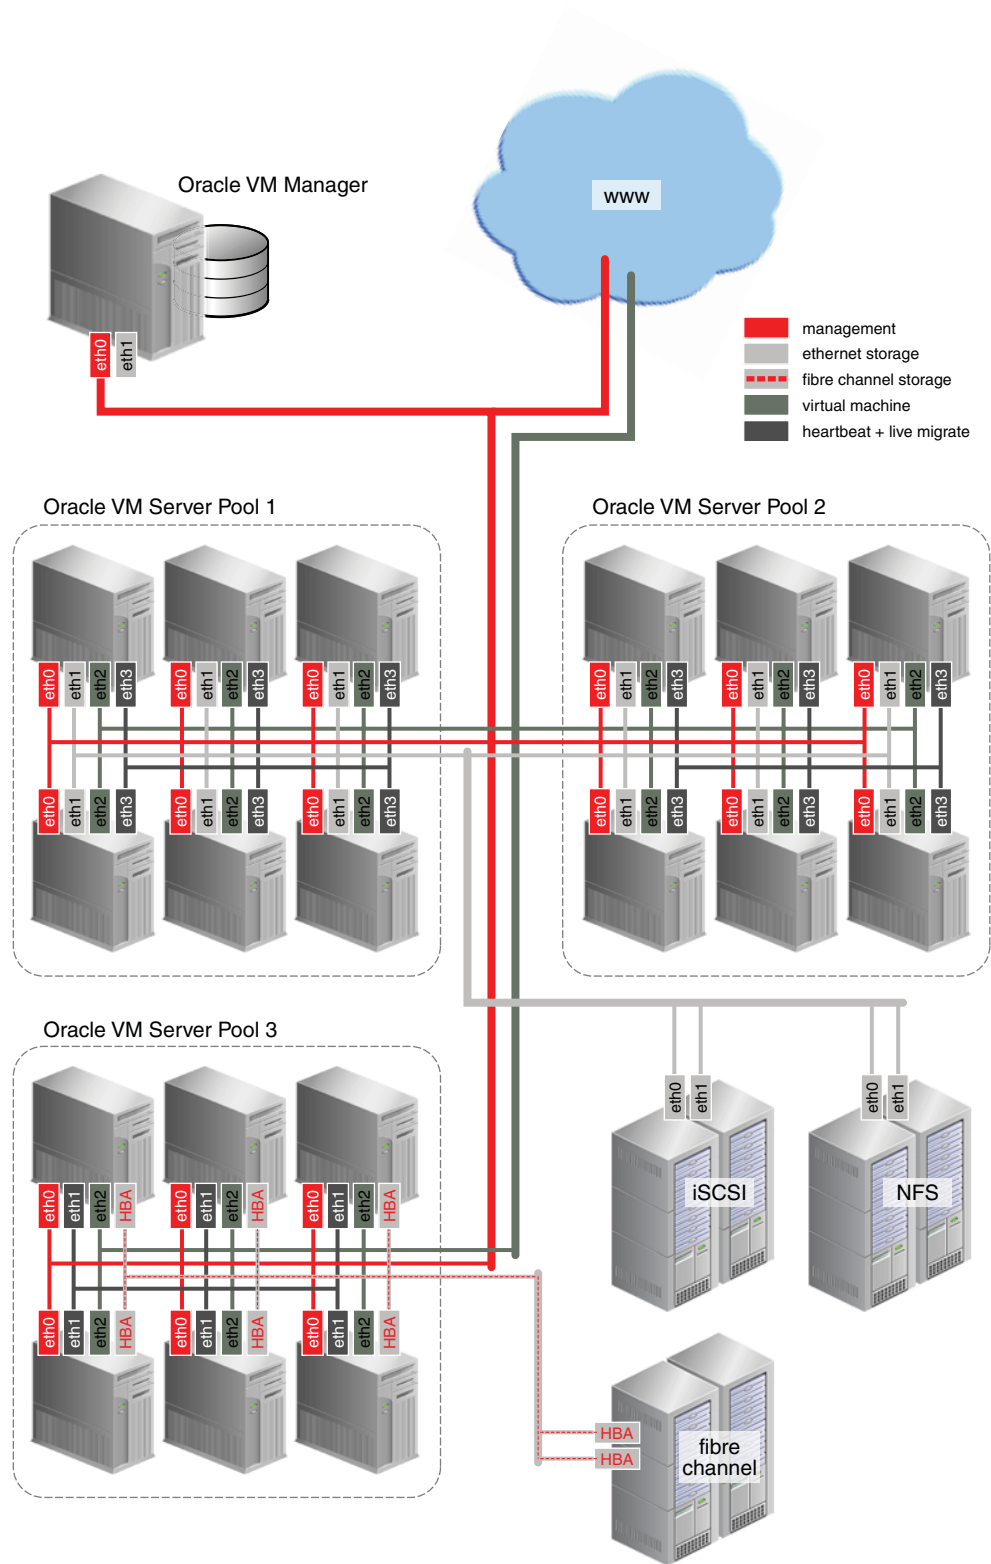 www
Oracle VM Manager
eth0 eth1
management
ethernet storage
fibre channel storage
virtual machine
heartbeat + live migrate
Oracle VM Server Pool 1
eth0 eth1 eth2 eth3 eth0 eth1 eth2 eth3 eth0 eth1 eth2 eth3
eth0 eth1 eth2 eth3 eth0 eth1 eth2 eth3 eth0 eth1 eth2 eth3
Oracle VM Server Pool 2
eth0 eth1 eth2 eth3 eth0 eth1 eth2 eth3 eth0 eth1 eth2 eth3
eth0 eth1 eth2 eth3 eth0 eth1 eth2 eth3 eth0 eth1 eth2 eth3
Oracle VM Server Pool 3
eth0 eth1 eth2 HBA eth0 eth1 eth2 HBA eth0 eth1 eth2 HBA
eth0 eth1 eth2 HBA eth0 eth1 eth2 HBA eth0 eth1 eth2 HBA
eth0 eth1
iSCSI
eth0 eth1
NFS
HBA
HBA
fibre
channel